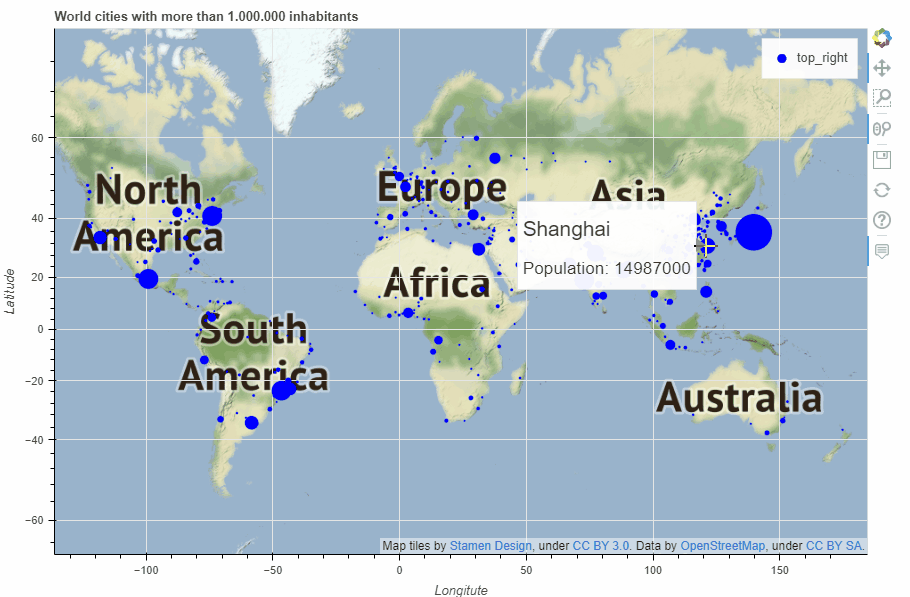 World cities with more than 1.000.000 inhabitants
top_right
North
America
Europe
Asia
Shanghai
Population: 14987000
Africa
South
America
Australia
Latitude
60
40
20
0
−20
−40
−60
Map tiles by Stamen Design, under CC BY 3.0. Data by OpenStreetMap, under CC BY SA.
−100
−50
0
50
100
150
Longitute